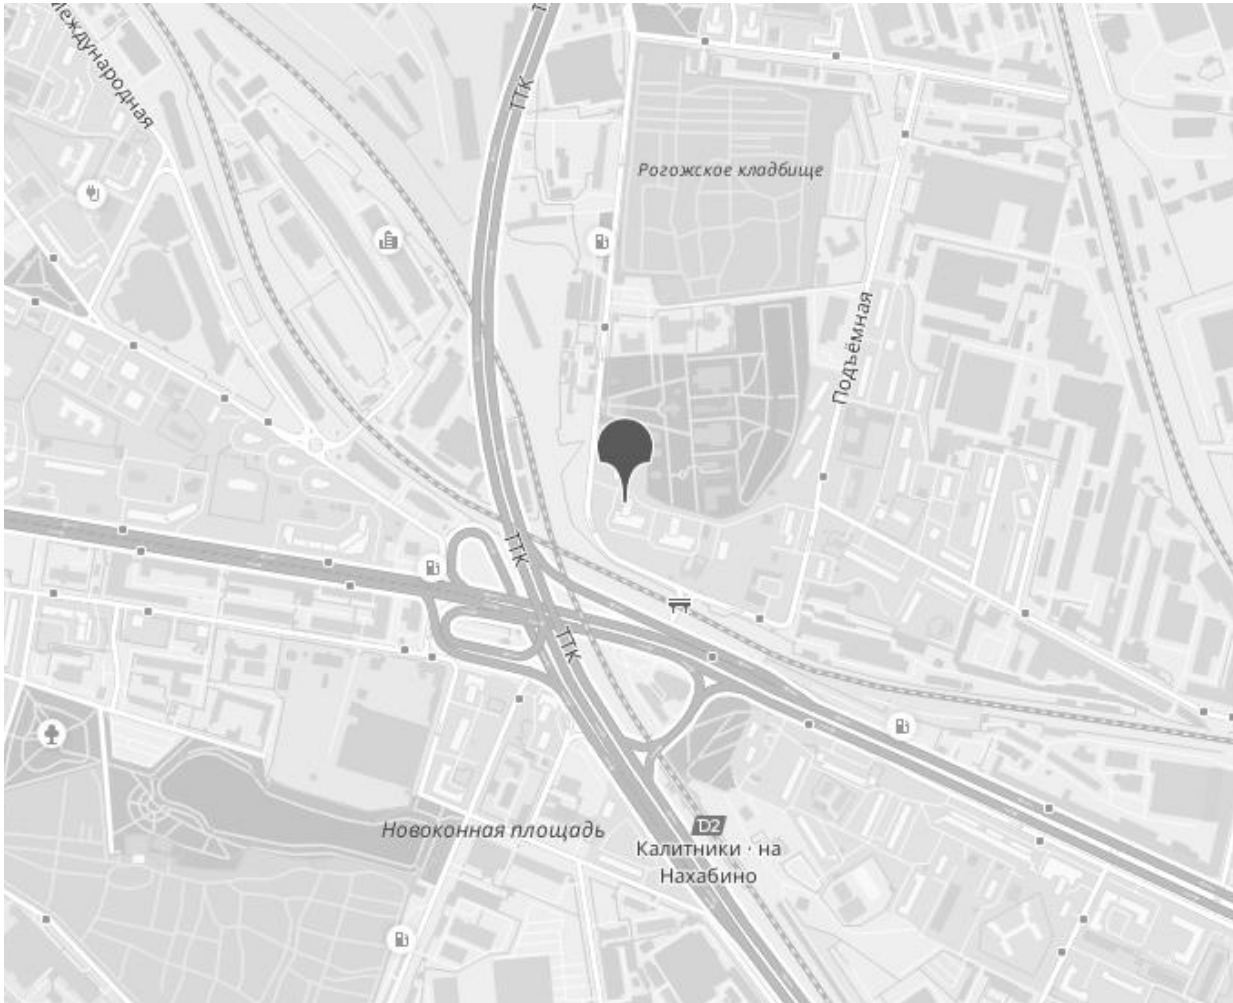 Международная
ТТК
Рогожское кладбище
Подъёмная
ТТК
ТТК
Новоконная площадь
D2
Калитники · на
Нахабино